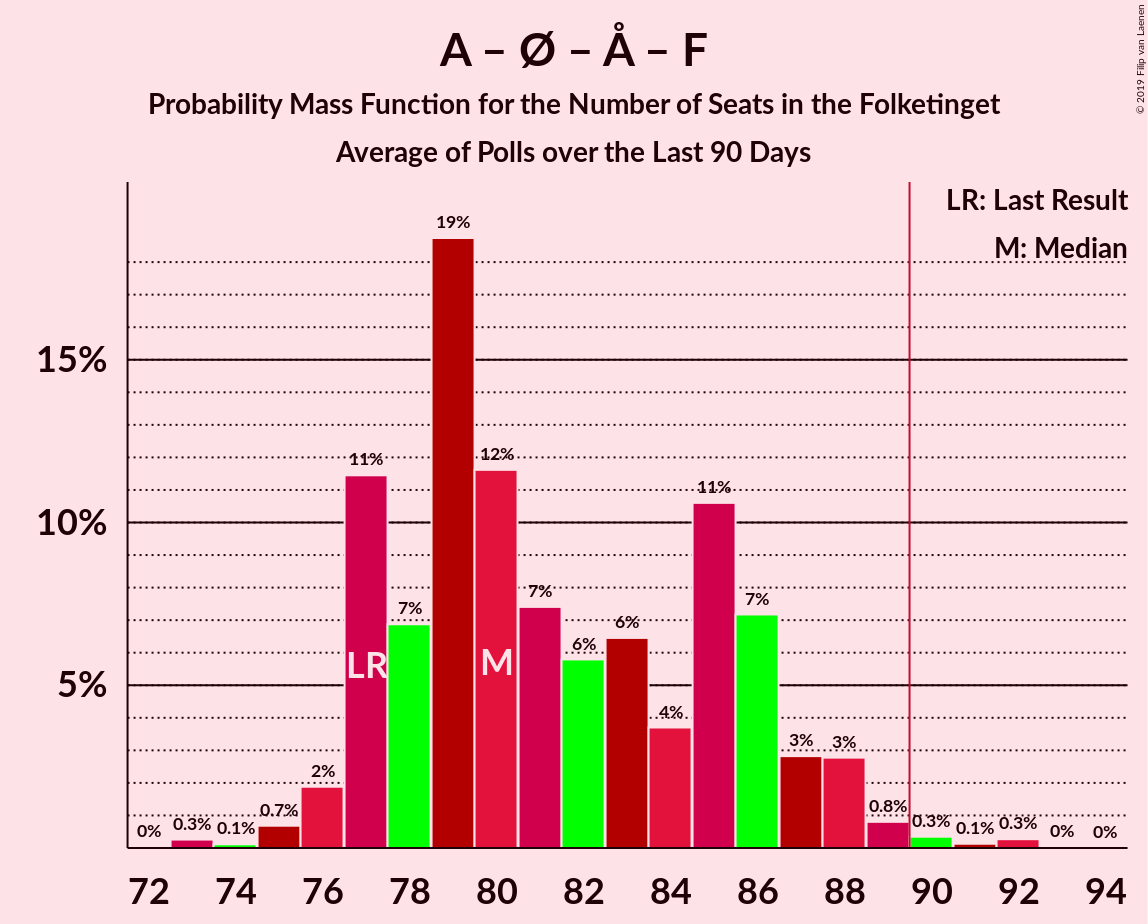 A – Ø – Å – F
Probability Mass Function for the Number of Seats in the Folketinget
Average of Polls over the Last 90 Days
© 2019 Filip van Laenen
LR: Last Result
M: Median
15%
10%
5%
0%
0.3%
0.1%
0.7%
2%
11%
7%
19%
12%
7%
6%
6%
4%
11%
7%
3%
3%
0.8%
0.3%
0.1%
0.3%
0%
0%
LR
M
72 74 76 78 80 82 84 86 88 90 92 94